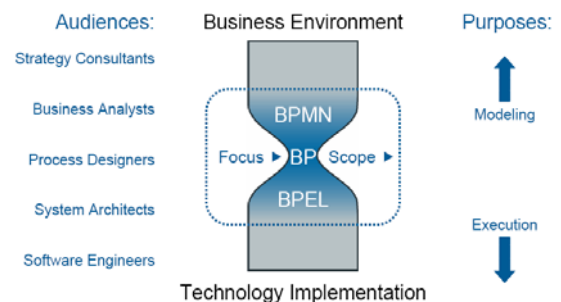 Audiences:
Business Environment
Purposes:
Strategy Consultants
Business Analysts
BPMN
Modeling
Process Designers
Focus
BP
Scope
System Architects
BPEL
Execution
Software Engineers
Technology Implementation